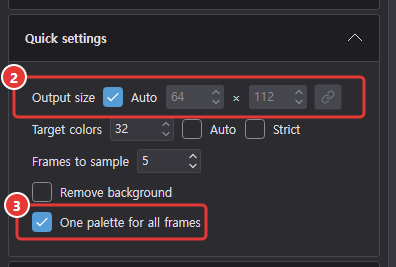 Quick settings
2
Output size Auto 64 × 112
Target colors 32 Auto Strict
Frames to sample 5
Remove background
3
One palette for all frames